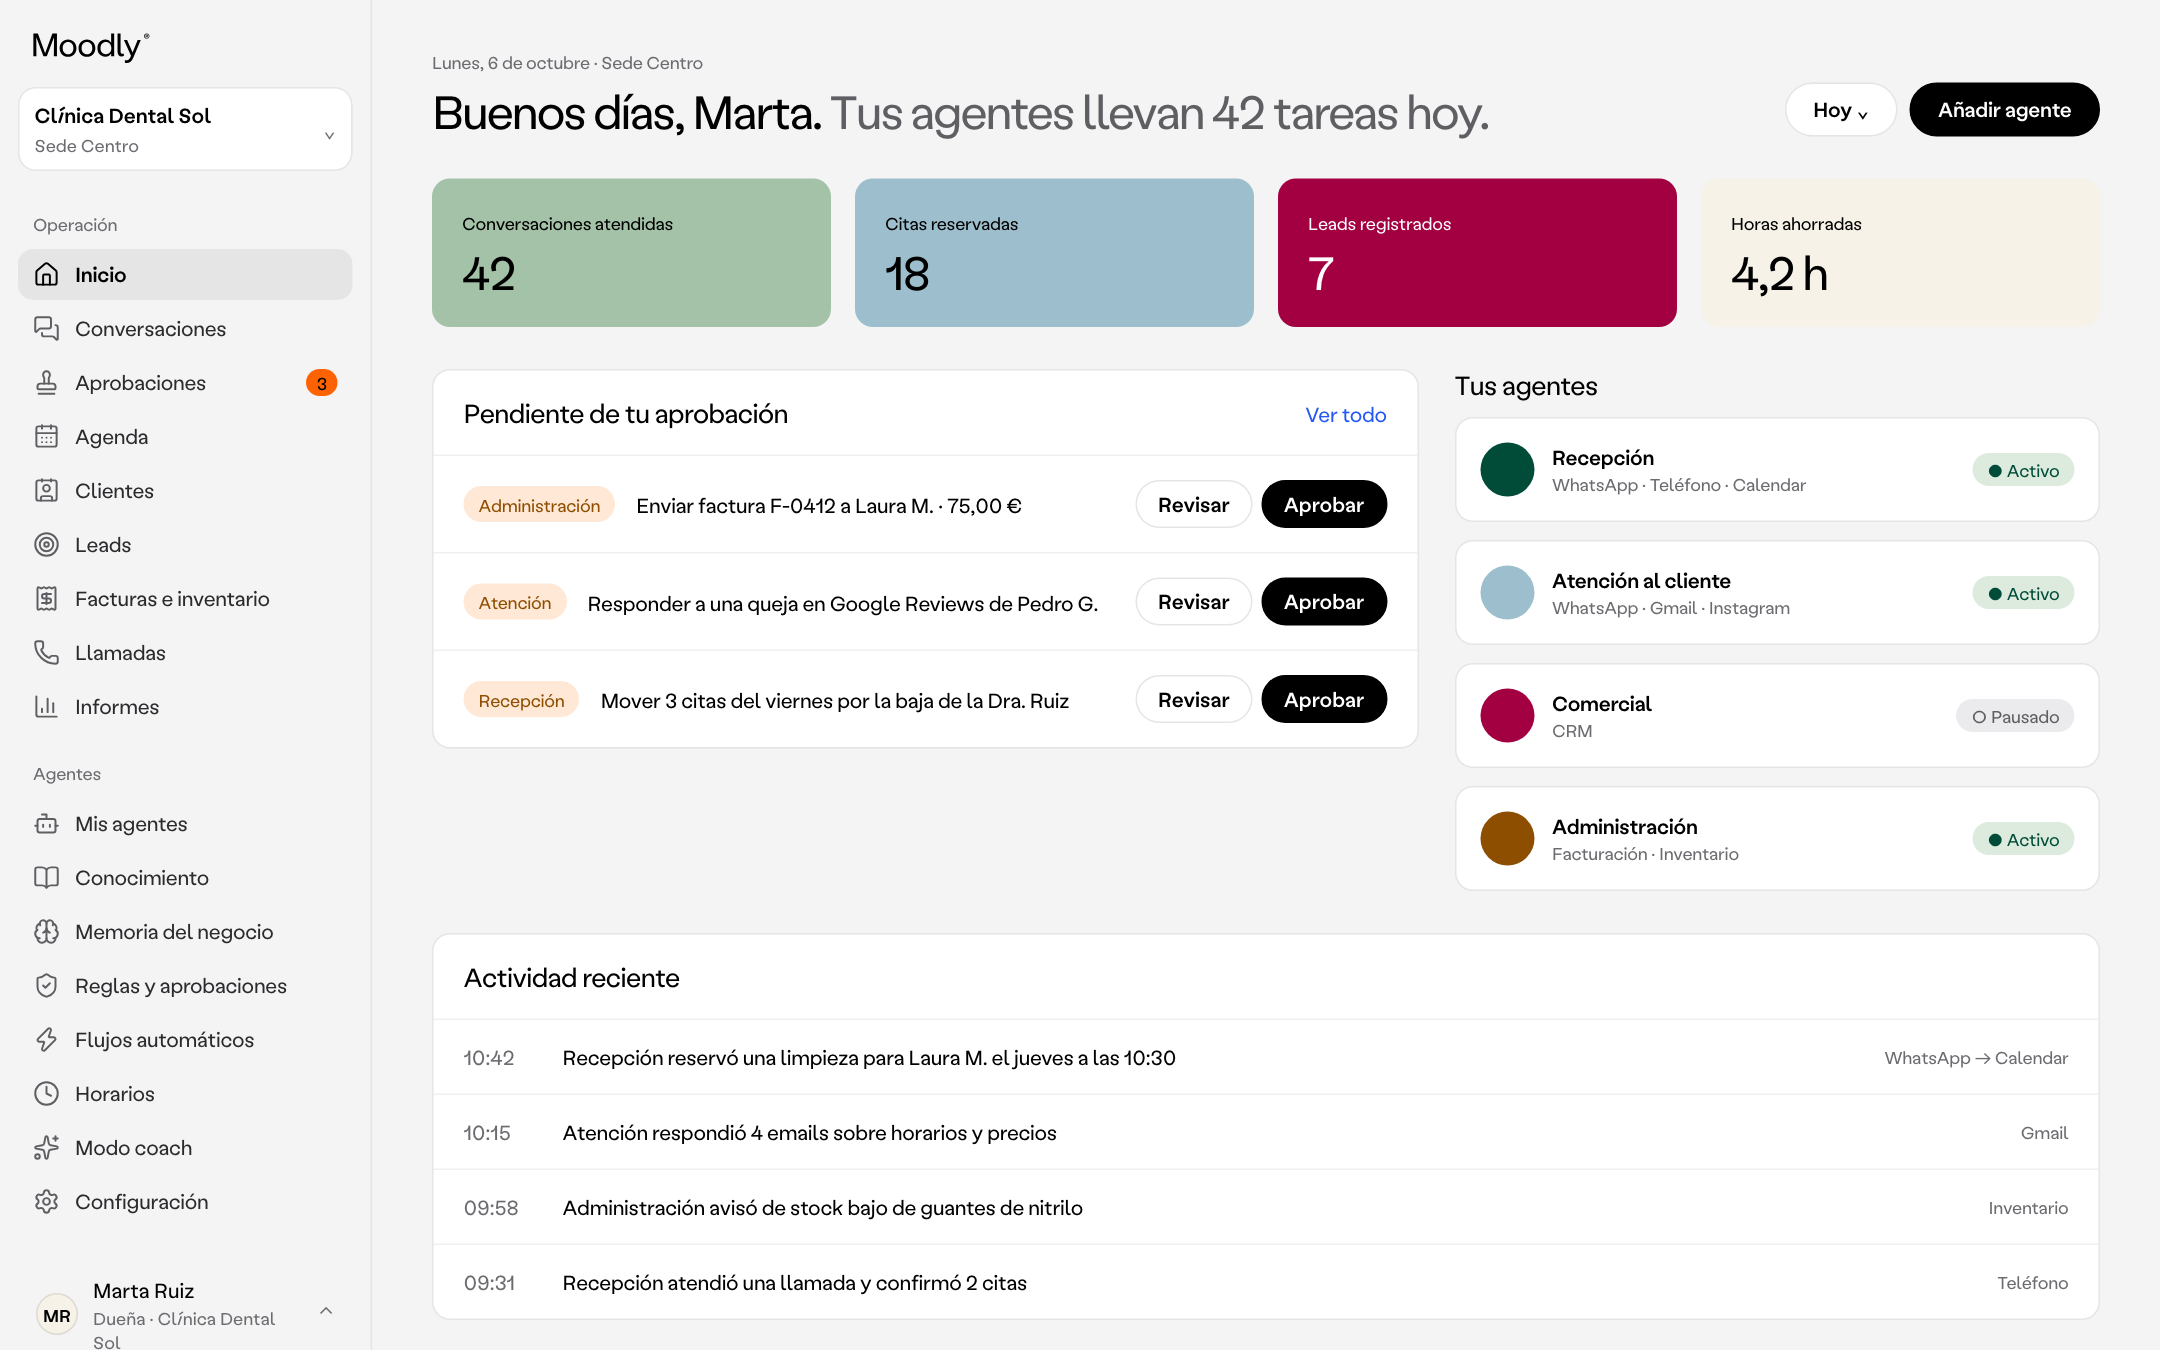 Moodly®
Clínica Dental Sol
Sede Centro
Operación
Inicio
Conversaciones
Aprobaciones 3
Agenda
Clientes
Leads
Facturas e inventario
Llamadas
Informes
Agentes
Mis agentes
Conocimiento
Memoria del negocio
Reglas y aprobaciones
Flujos automáticos
Horarios
Modo coach
Configuración
MR
Marta Ruiz
Dueña · Clínica Dental
Sol
Lunes, 6 de octubre · Sede Centro
Buenos días, Marta. Tus agentes llevan 42 tareas hoy.
Hoy
Añadir agente
Conversaciones atendidas
42
Citas reservadas
18
Leads registrados
7
Horas ahorradas
4,2 h
Pendiente de tu aprobación
Ver todo
Administración Enviar factura F-0412 a Laura M. · 75,00 € Revisar Aprobar
Atención Responder a una queja en Google Reviews de Pedro G. Revisar Aprobar
Recepción Mover 3 citas del viernes por la baja de la Dra. Ruiz Revisar Aprobar
Tus agentes
Recepción
WhatsApp · Teléfono · Calendar
Activo
Atención al cliente
WhatsApp · Gmail · Instagram
Activo
Comercial
CRM
Pausado
Administración
Facturación · Inventario
Activo
Actividad reciente
10:42 Recepción reservó una limpieza para Laura M. el jueves a las 10:30 WhatsApp → Calendar
10:15 Atención respondió 4 emails sobre horarios y precios Gmail
09:58 Administración avisó de stock bajo de guantes de nitrilo Inventario
09:31 Recepción atendió una llamada y confirmó 2 citas Teléfono